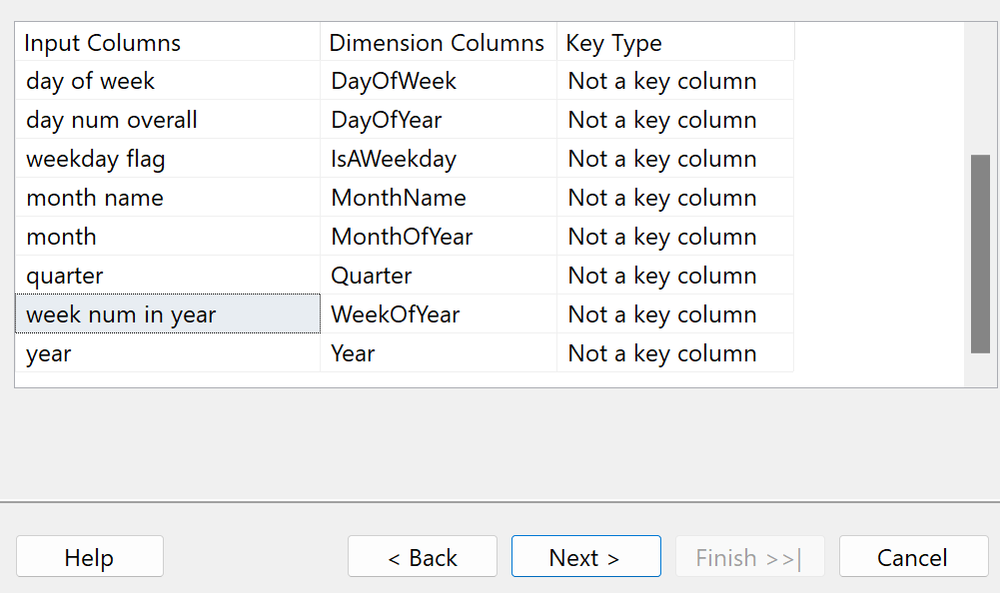 Input Columns Dimension Columns Key Type
day of week DayOfWeek Not a key column
day num overall DayOfYear Not a key column
weekday flag IsAWeekday Not a key column
month name MonthName Not a key column
month MonthOfYear Not a key column
quarter Quarter Not a key column
week num in year WeekOfYear Not a key column
year Year Not a key column
Help < Back Next > Finish >>| Cancel